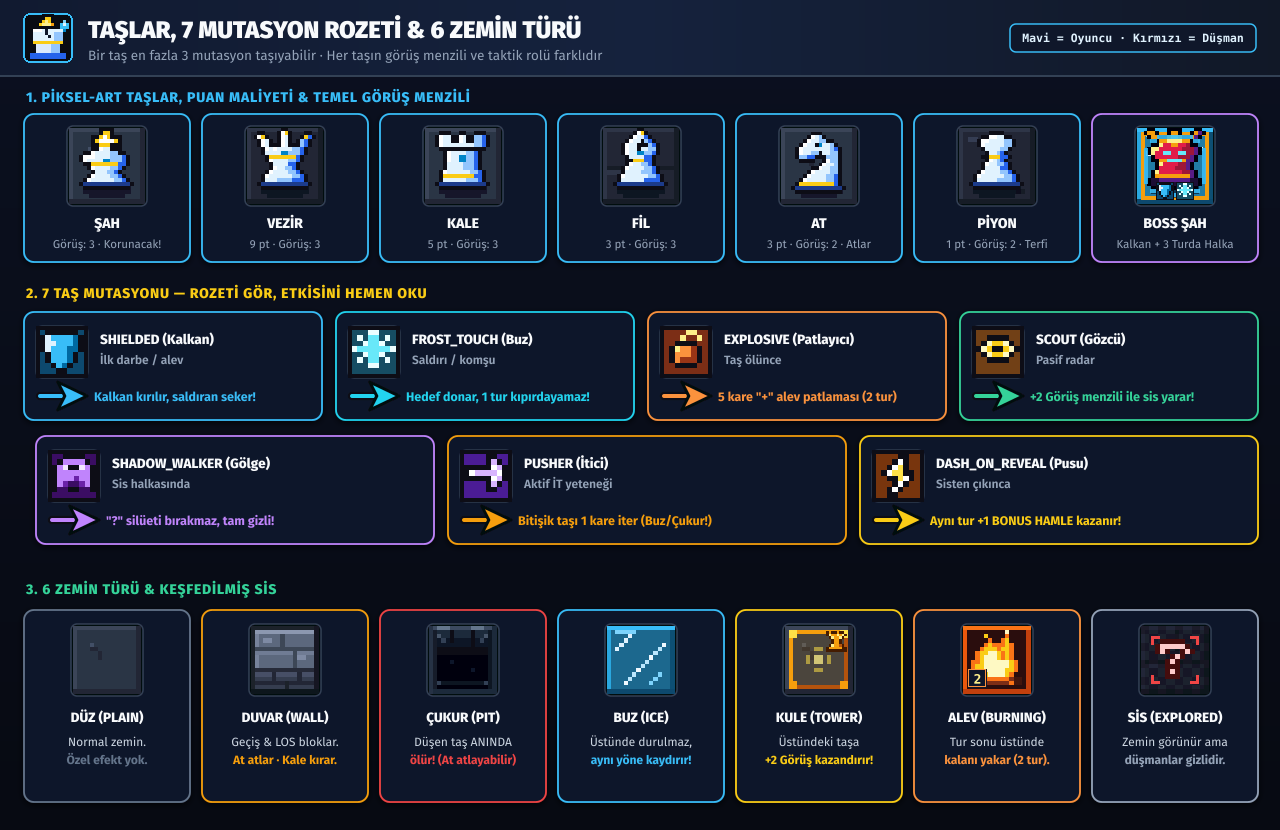 TAŞLAR, 7 MUTASYON ROZETİ & 6 ZEMİN TÜRÜ
Bir taş en fazla 3 mutasyon taşıyabilir · Her taşın görüş menzili ve taktik rolü farklıdır
Mavi = Oyuncu · Kırmızı = Düşman
1. PİKSEL-ART TAŞLAR, PUAN MALİYETİ & TEMEL GÖRÜŞ MENZİLİ
ŞAH
Görüş: 3 · Korunacak!
VEZİR
9 pt · Görüş: 3
KALE
5 pt · Görüş: 3
FİL
3 pt · Görüş: 3
AT
3 pt · Görüş: 2 · Atlar
PİYON
1 pt · Görüş: 2 · Terfi
BOSS ŞAH
Kalkan + 3 Turda Halka
2. 7 TAŞ MUTASYONU — ROZETİ GÖR, ETKİSİNİ HEMEN OKU
SHIELDED (Kalkan)
İlk darbe / alev
Kalkan kırılır, saldıran seker!
FROST_TOUCH (Buz)
Saldırı / komşu
Hedef donar, 1 tur kıpırdayamaz!
EXPLOSIVE (Patlayıcı)
Taş ölünce
5 kare "+" alev patlaması (2 tur)
SCOUT (Gözcü)
Pasif radar
+2 Görüş menzili ile sis yarar!
SHADOW_WALKER (Gölge)
Sis halkasında
"?" silüeti bırakmaz, tam gizli!
PUSHER (İtici)
Aktif İT yeteneği
Bitişik taşı 1 kare iter (Buz/Çukur!)
DASH_ON_REVEAL (Pusu)
Sisten çıkınca
Aynı tur +1 BONUS HAMLE kazanır!
3. 6 ZEMİN TÜRÜ & KEŞFEDİLMİŞ SİS
DÜZ (PLAIN)
Normal zemin.
Özel efekt yok.
DUVAR (WALL)
Geçiş & LOS bloklar.
At atlar · Kale kırar.
ÇUKUR (PIT)
Düşen taş ANINDA
ölür! (At atlayabilir)
BUZ (ICE)
Üstünde durulmaz,
aynı yöne kaydırır!
KULE (TOWER)
Üstündeki taşa
+2 Görüş kazandırır!
2
ALEV (BURNING)
Tur sonu üstünde
kalanı yakar (2 tur).
?
SİS (EXPLORED)
Zemin görünür ama
düşmanlar gizlidir.